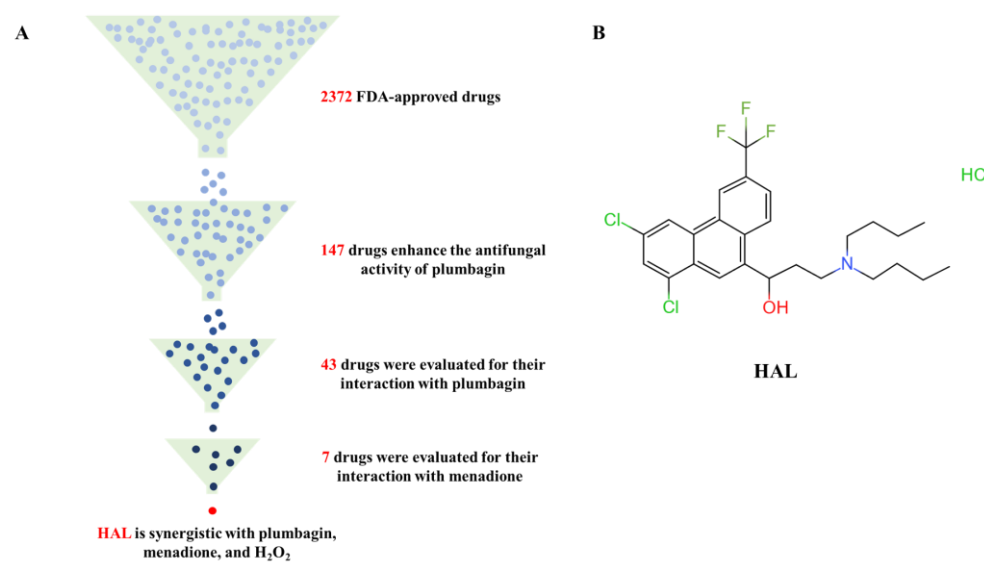 A
2372 FDA-approved drugs
147 drugs enhance the antifungal
activity of plumbagin
43 drugs were evaluated for their
interaction with plumbagin
7 drugs were evaluated for their
interaction with menadione
HAL is synergistic with plumbagin,
menadione, and H₂O₂
B
F
F F
HC
Cl
N
Cl OH
HAL